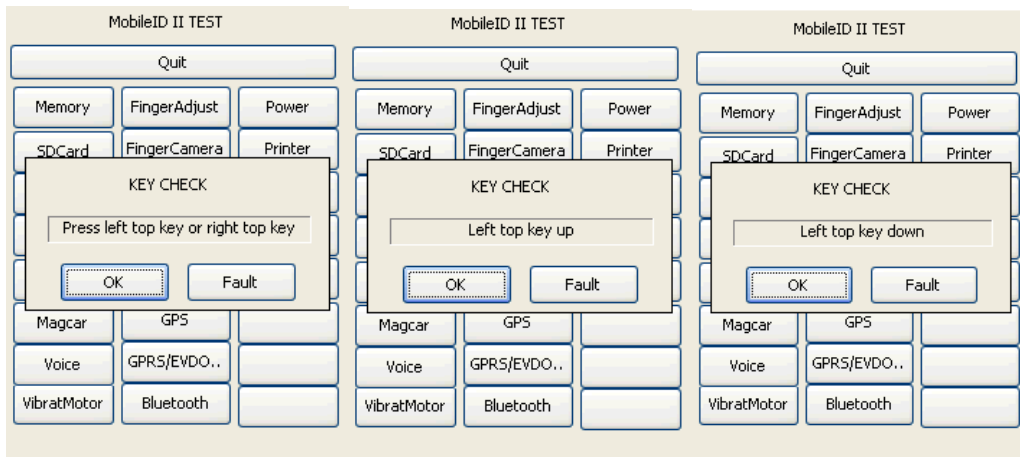 MobileID II TEST
Quit
Memory FingerAdjust Power
SDCard FingerCamera Printer
KEY CHECK
Press left top key or right top key
OK Fault
Magcar GPS
Voice GPRS/EVDO..
VibratMotor Bluetooth
MobileID II TEST
Quit
Memory FingerAdjust Power
SDCard FingerCamera Printer
KEY CHECK
Left top key up
OK Fault
Magcar GPS
Voice GPRS/EVDO..
VibratMotor Bluetooth
MobileID II TEST
Quit
Memory FingerAdjust Power
SDCard FingerCamera Printer
KEY CHECK
Left top key down
OK Fault
Magcar GPS
Voice GPRS/EVDO..
VibratMotor Bluetooth